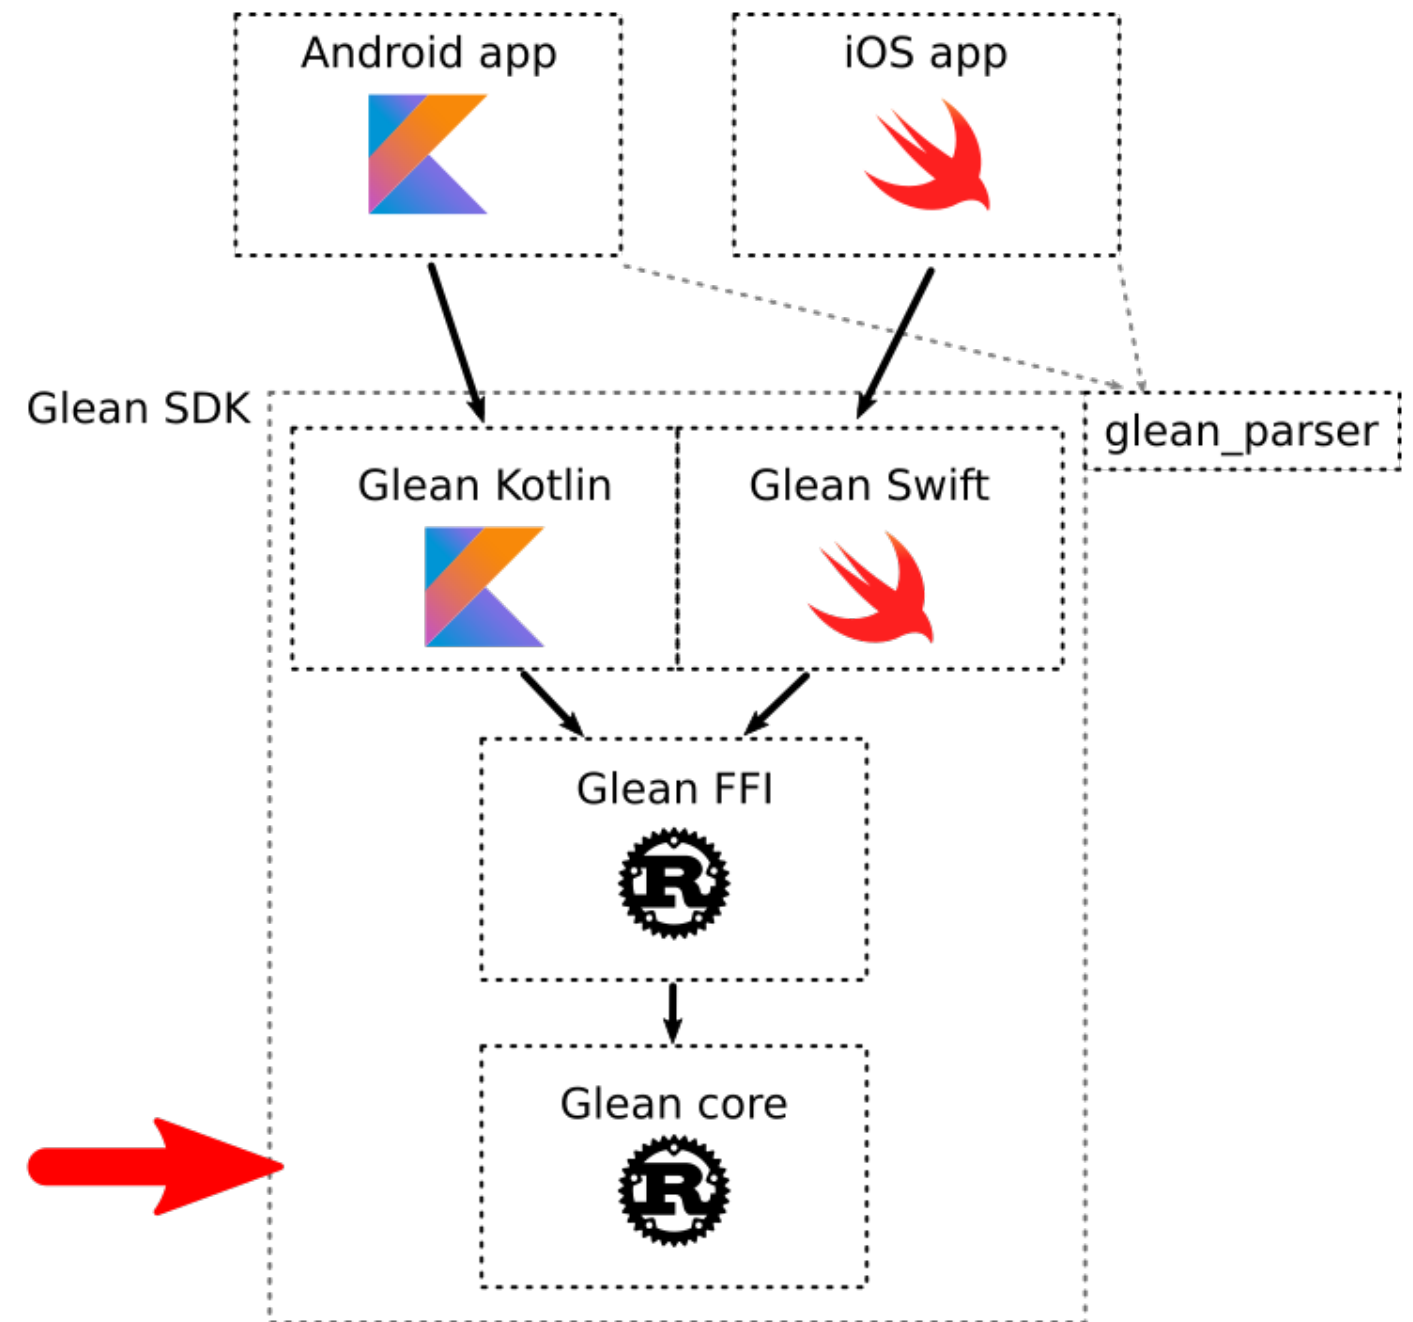 Android app
iOS app
Glean SDK
glean_parser
Glean Kotlin
Glean Swift
Glean FFI
R
Glean core
R